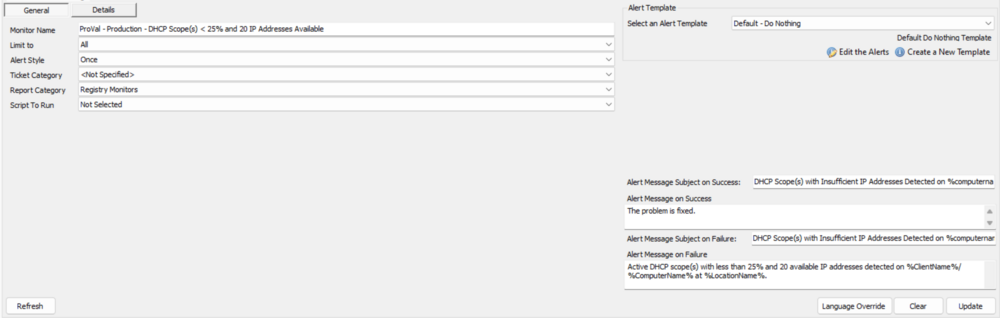 General
Details
Monitor Name
ProVal - Production - DHCP Scope(s) < 25% and 20 IP Addresses Available
Limit to
All
Alert Style
Once
Ticket Category
<Not Specified>
Report Category
Registry Monitors
Script To Run
Not Selected
Alert Template
Select an Alert Template
Default - Do Nothing
Default Do Nothing Template
Edit the Alerts
Create a New Template
Alert Message Subject on Success:
DHCP Scope(s) with Insufficient IP Addresses Detected on %computerna
Alert Message on Success
The problem is fixed.
Alert Message Subject on Failure:
DHCP Scope(s) with Insufficient IP Addresses Detected on %computernar
Alert Message on Failure
Active DHCP scope(s) with less than 25% and 20 available IP addresses detected on %ClientName%/
%ComputerName% at %LocationName%.
Refresh
Language Override
Clear
Update